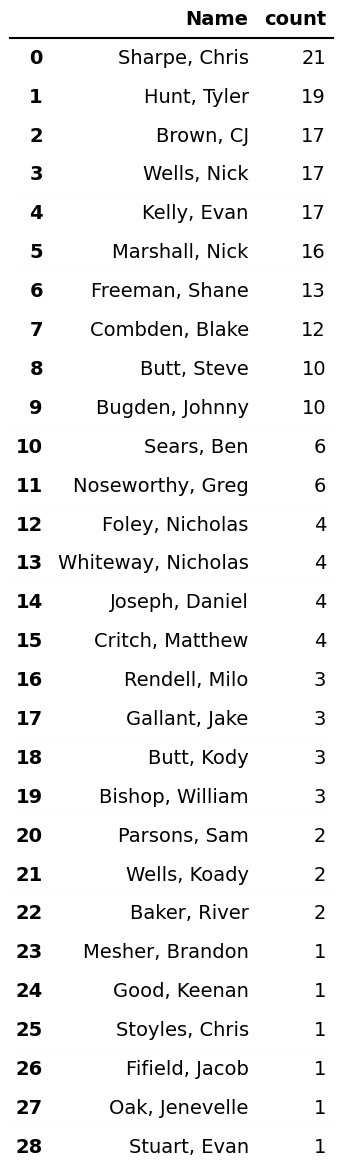 Name count
0 Sharpe, Chris 21
1 Hunt, Tyler 19
2 Brown, CJ 17
3 Wells, Nick 17
4 Kelly, Evan 17
5 Marshall, Nick 16
6 Freeman, Shane 13
7 Combden, Blake 12
8 Butt, Steve 10
9 Bugden, Johnny 10
10 Sears, Ben 6
11 Noseworthy, Greg 6
12 Foley, Nicholas 4
13 Whiteway, Nicholas 4
14 Joseph, Daniel 4
15 Critch, Matthew 4
16 Rendell, Milo 3
17 Gallant, Jake 3
18 Butt, Kody 3
19 Bishop, William 3
20 Parsons, Sam 2
21 Wells, Koady 2
22 Baker, River 2
23 Mesher, Brandon 1
24 Good, Keenan 1
25 Stoyles, Chris 1
26 Fifield, Jacob 1
27 Oak, Jenevelle 1
28 Stuart, Evan 1